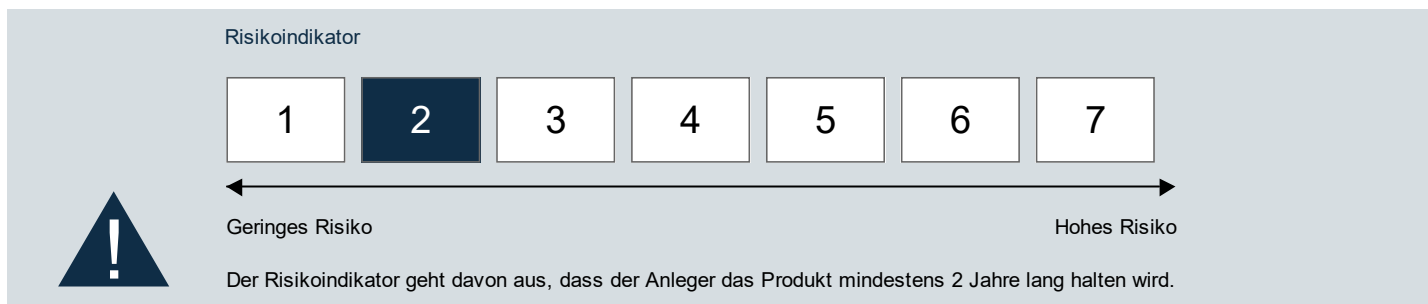 Risikoindikator
1 2 3 4 5 6 7
Geringes Risiko Hohes Risiko
!
Der Risikoindikator geht davon aus, dass der Anleger das Produkt mindestens 2 Jahre lang halten wird.